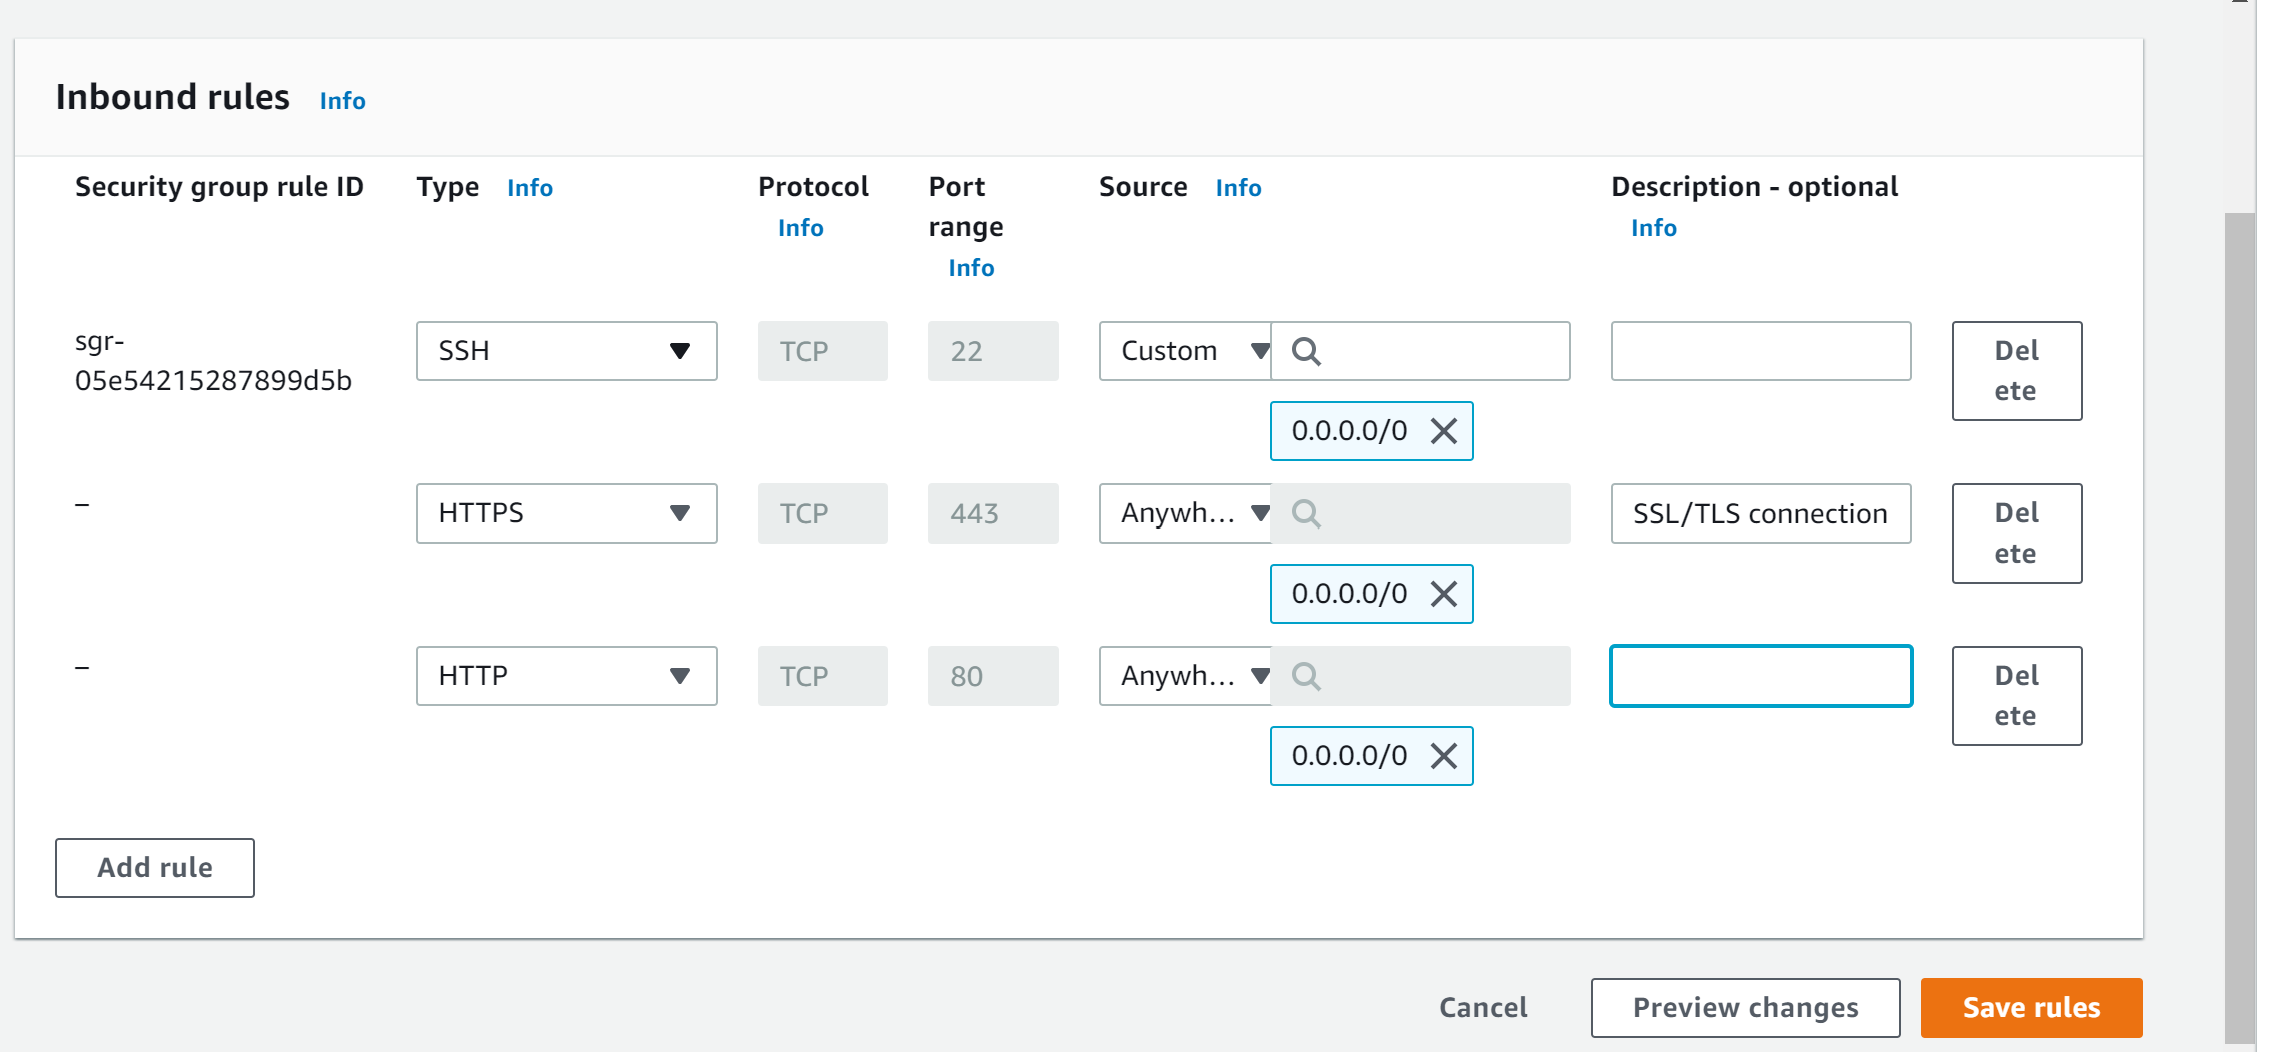 Inbound rules Info
Security group rule ID Type Info Protocol Info Port range Info Source Info Description - optional Info
sgr-05e54215287899d5b SSH TCP 22 Custom Delete
0.0.0.0/0
– HTTPS TCP 443 Anywh... SSL/TLS connection Delete
0.0.0.0/0
– HTTP TCP 80 Anywh... Delete
0.0.0.0/0
Add rule
Cancel Preview changes Save rules